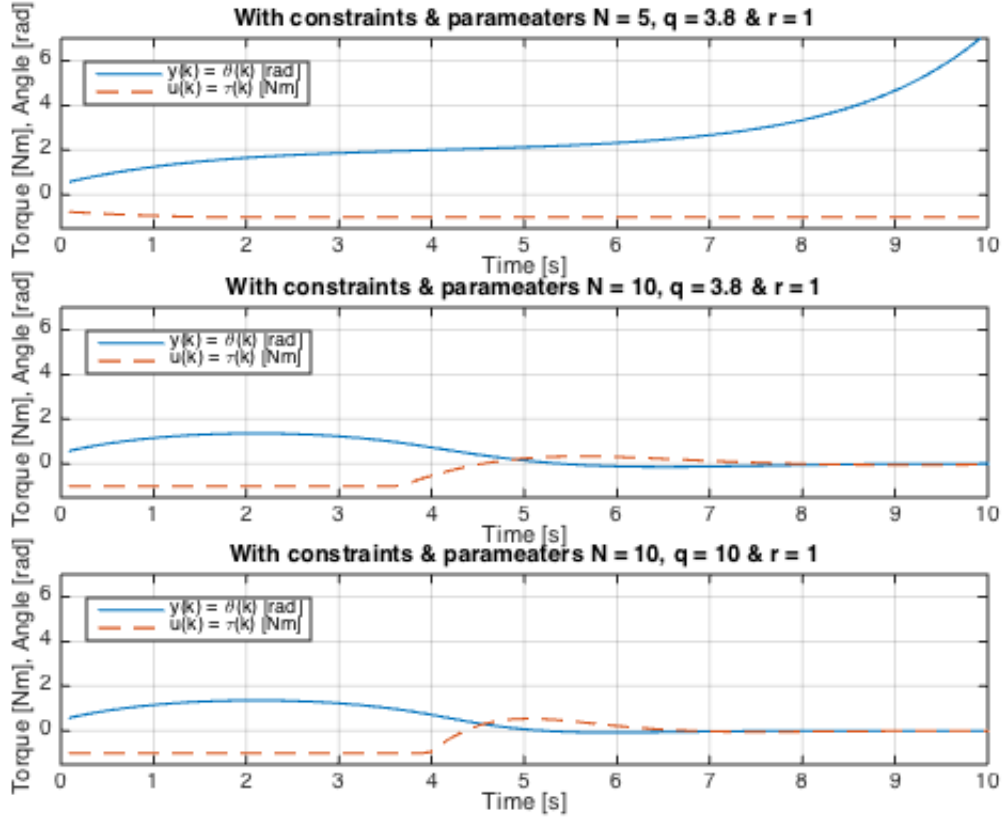 With constraints & parameaters N = 5, q = 3.8 & r = 1
Torque [Nm], Angle [rad]
6
4
2
0
y(k) = θ(k) [rad]
u(k) = τ(k) [Nm]
0 1 2 3 4 5 6 7 8 9 10
Time [s]
With constraints & parameaters N = 10, q = 3.8 & r = 1
Torque [Nm], Angle [rad]
6
4
2
0
y(k) = θ(k) [rad]
u(k) = τ(k) [Nm]
0 1 2 3 4 5 6 7 8 9 10
Time [s]
With constraints & parameaters N = 10, q = 10 & r = 1
Torque [Nm], Angle [rad]
6
4
2
0
y(k) = θ(k) [rad]
u(k) = τ(k) [Nm]
0 1 2 3 4 5 6 7 8 9 10
Time [s]